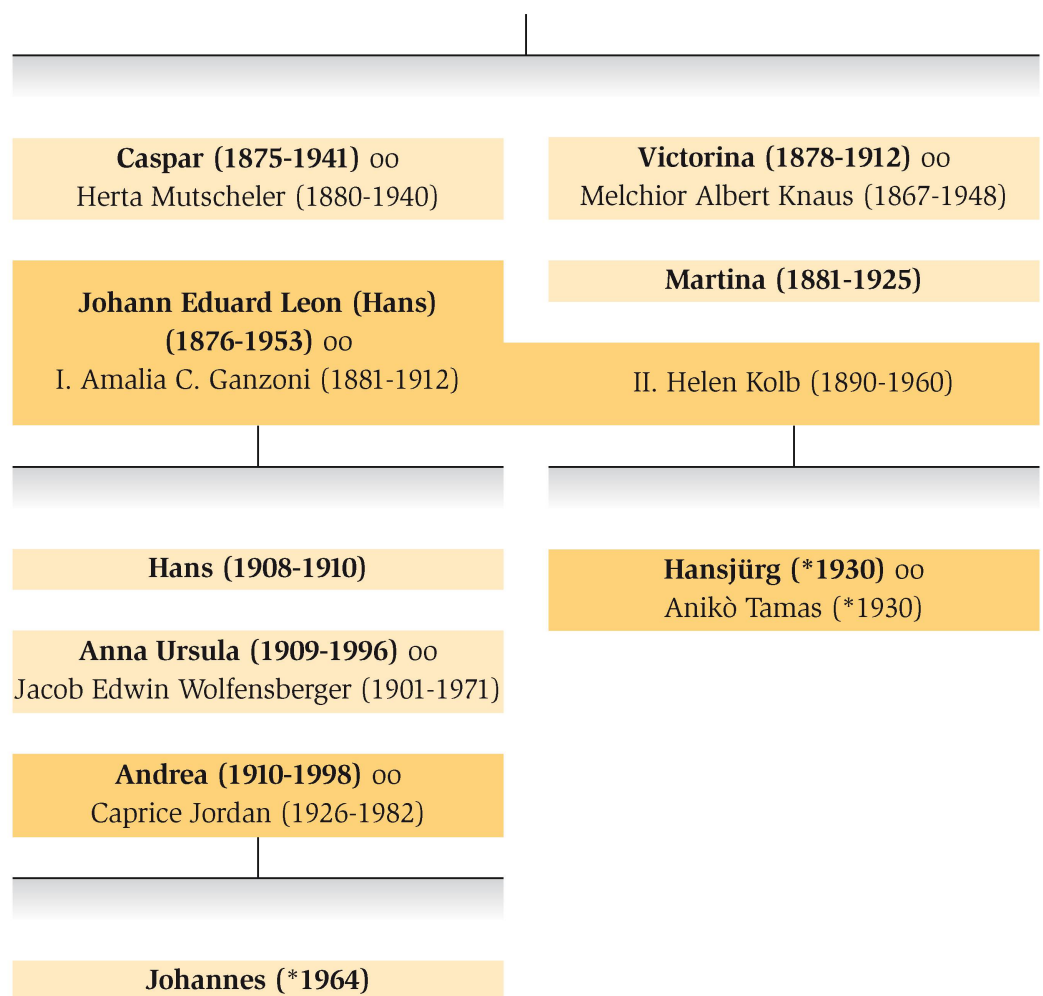 Caspar (1875-1941) oo
Herta Mutscheler (1880-1940)
Victorina (1878-1912) oo
Melchior Albert Knaus (1867-1948)
Johann Eduard Leon (Hans)
(1876-1953) oo
I. Amalia C. Ganzoni (1881-1912)
Martina (1881-1925)
II. Helen Kolb (1890-1960)
Hans (1908-1910)
Anna Ursula (1909-1996) oo
Jacob Edwin Wolfensberger (1901-1971)
Andrea (1910-1998) oo
Caprice Jordan (1926-1982)
Johannes (*1964)
Hansjürg (*1930) oo
Anikò Tamas (*1930)